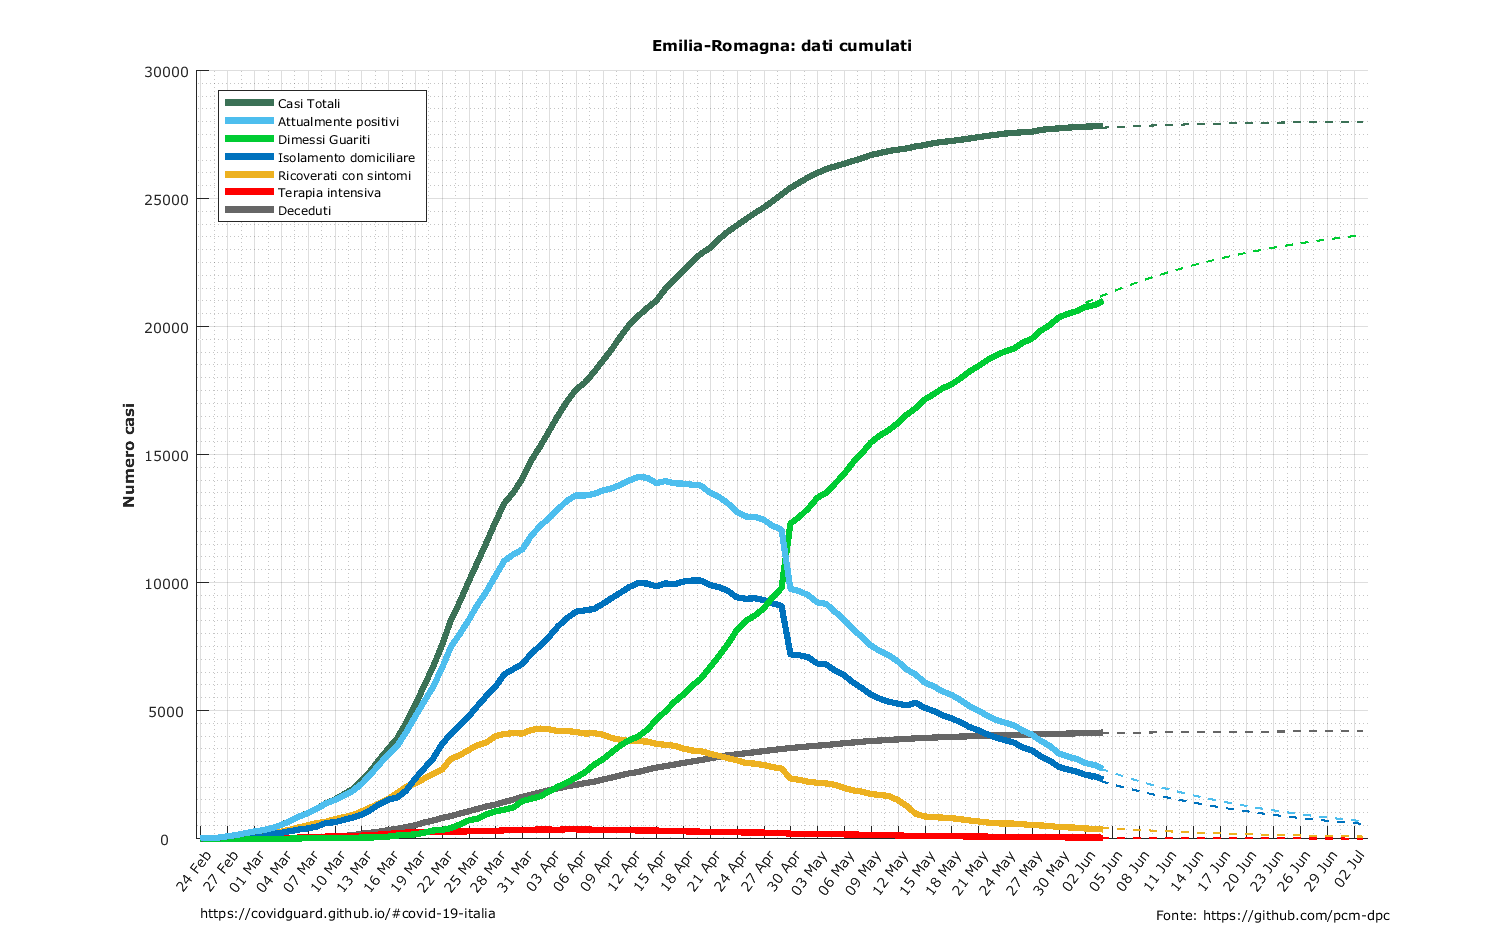 Emilia-Romagna: dati cumulati
30000
25000
20000
15000
10000
5000
0
Numero casi
Casi Totali
Attualmente positivi
Dimessi Guariti
Isolamento domiciliare
Ricoverati con sintomi
Terapia intensiva
Deceduti
24 Feb
27 Feb
01 Mar
04 Mar
07 Mar
10 Mar
13 Mar
16 Mar
19 Mar
22 Mar
25 Mar
28 Mar
31 Mar
03 Apr
06 Apr
09 Apr
12 Apr
15 Apr
18 Apr
21 Apr
24 Apr
27 Apr
30 Apr
03 May
06 May
09 May
12 May
15 May
18 May
21 May
24 May
27 May
30 May
02 Jun
05 Jun
08 Jun
11 Jun
14 Jun
17 Jun
20 Jun
23 Jun
26 Jun
29 Jun
02 Jul
https://covidguard.github.io/#covid-19-italia
Fonte: https://github.com/pcm-dpc